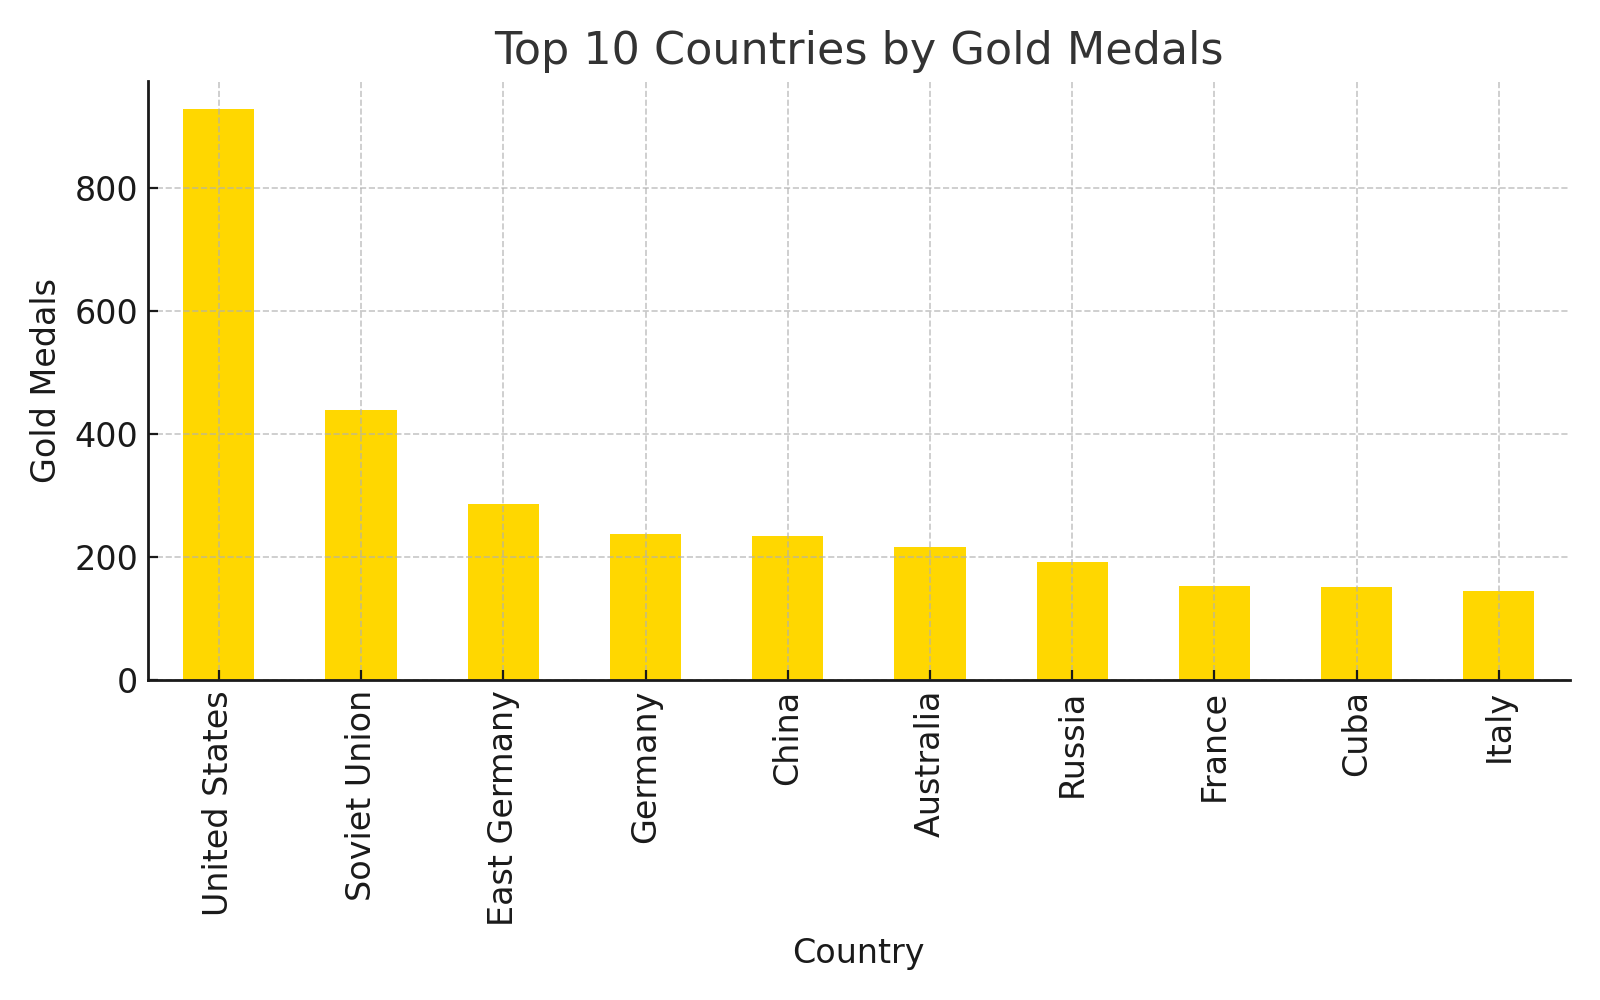 Top 10 Countries by Gold Medals
Gold Medals
800
600
400
200
0
United States
Soviet Union
East Germany
Germany
China
Australia
Russia
France
Cuba
Italy
Country